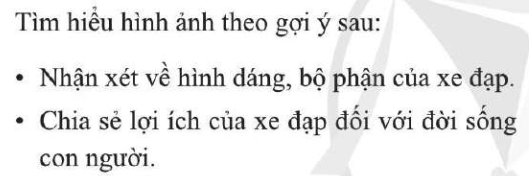 Tìm hiểu hình ảnh theo gợi ý sau:
• Nhận xét về hình dáng, bộ phận của xe đạp.
• Chia sẻ lợi ích của xe đạp đối với đời sống
con người.